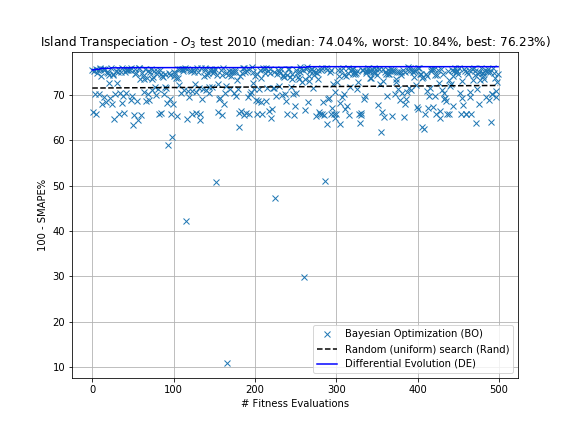 Island Transpeciation - O₃ test 2010 (median: 74.04%, worst: 10.84%, best: 76.23%)
70
60
50
40
30
20
10
100 - SMAPE%
0 100 200 300 400 500
# Fitness Evaluations
Bayesian Optimization (BO)
Random (uniform) search (Rand)
Differential Evolution (DE)